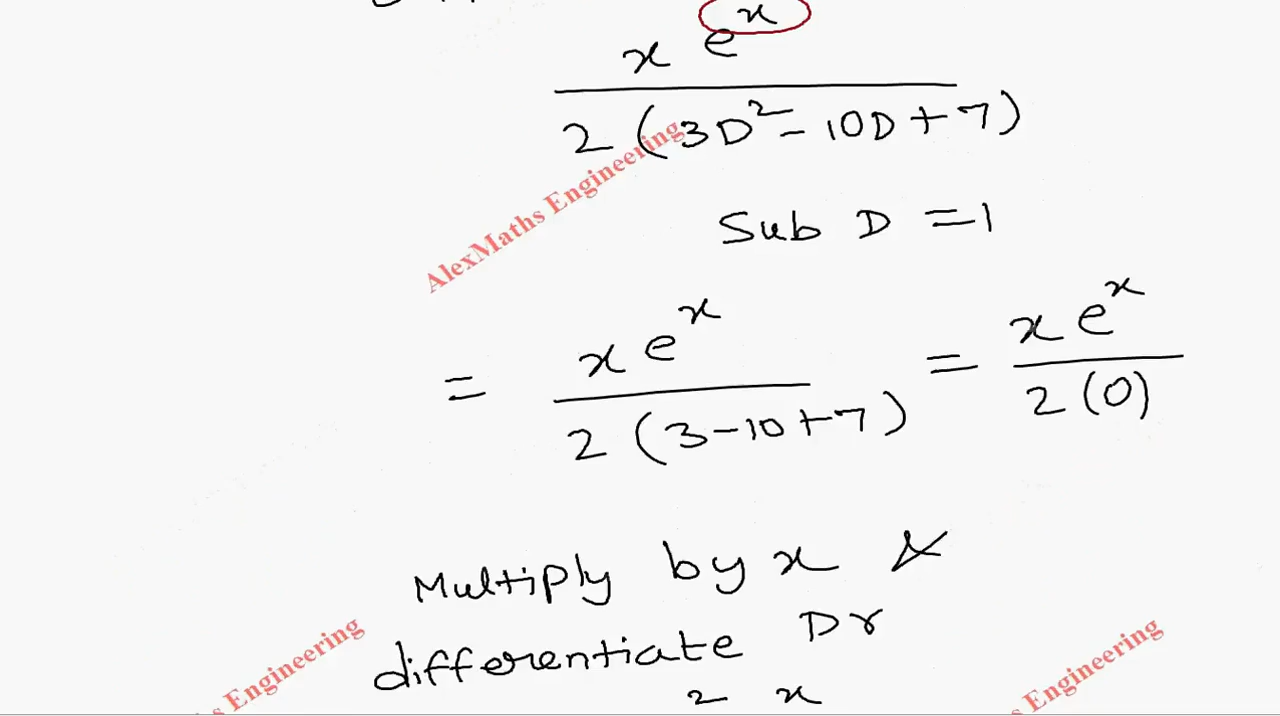 x e^x
2 (3D² - 10D + 7)
AlexMaths Engineering
Sub D = 1
= x e^x / 2 (3 - 10 + 7) = x e^x / 2 (0)
Multiply by x &
differentiate Dr
s Engineering
s Engineering
2 x